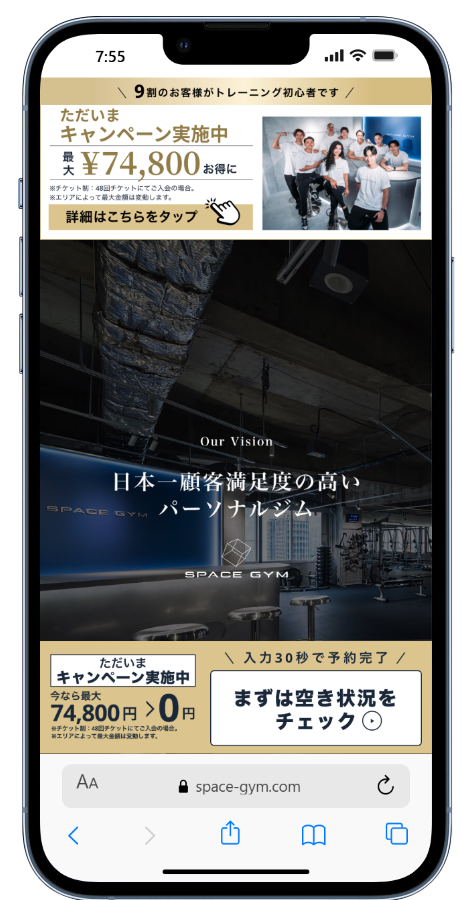 7:55
\ 9割のお客様がトレーニング初心者です /
ただいま
キャンペーン実施中
最大 ¥74,800 お得に
※チケット制：48回チケットにてご入会の場合。
※エリアによって最大金額は変動します。
詳細はこちらをタップ
Our Vision
日本一顧客満足度の高い
パーソナルジム
SPACE GYM
SPACE GYM
ただいま
キャンペーン実施中
今なら最大
74,800円 > 0円
※チケット制：48回チケットにてご入会の場合。
※エリアによって最大金額は変動します。
\ 入力30秒で予約完了 /
まずは空き状況を
チェック
AA space-gym.com